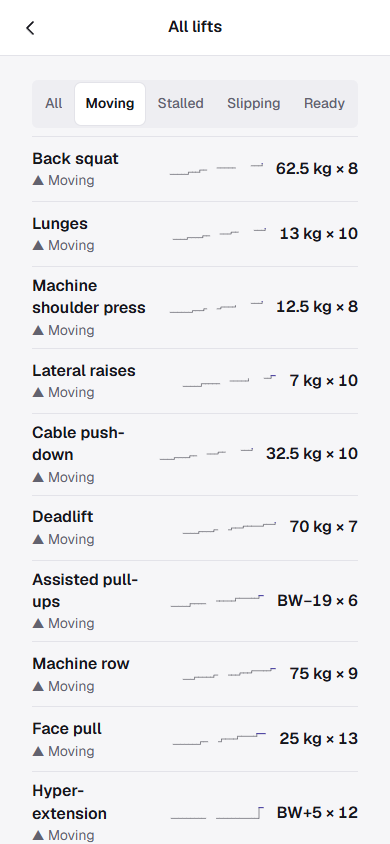 All lifts
All Moving Stalled Slipping Ready
Back squat
▲ Moving
62.5 kg × 8
Lunges
▲ Moving
13 kg × 10
Machine
shoulder press
▲ Moving
12.5 kg × 8
Lateral raises
▲ Moving
7 kg × 10
Cable push-
down
▲ Moving
32.5 kg × 10
Deadlift
▲ Moving
70 kg × 7
Assisted pull-
ups
▲ Moving
BW−19 × 6
Machine row
▲ Moving
75 kg × 9
Face pull
▲ Moving
25 kg × 13
Hyper-
extension
▲ Moving
BW+5 × 12